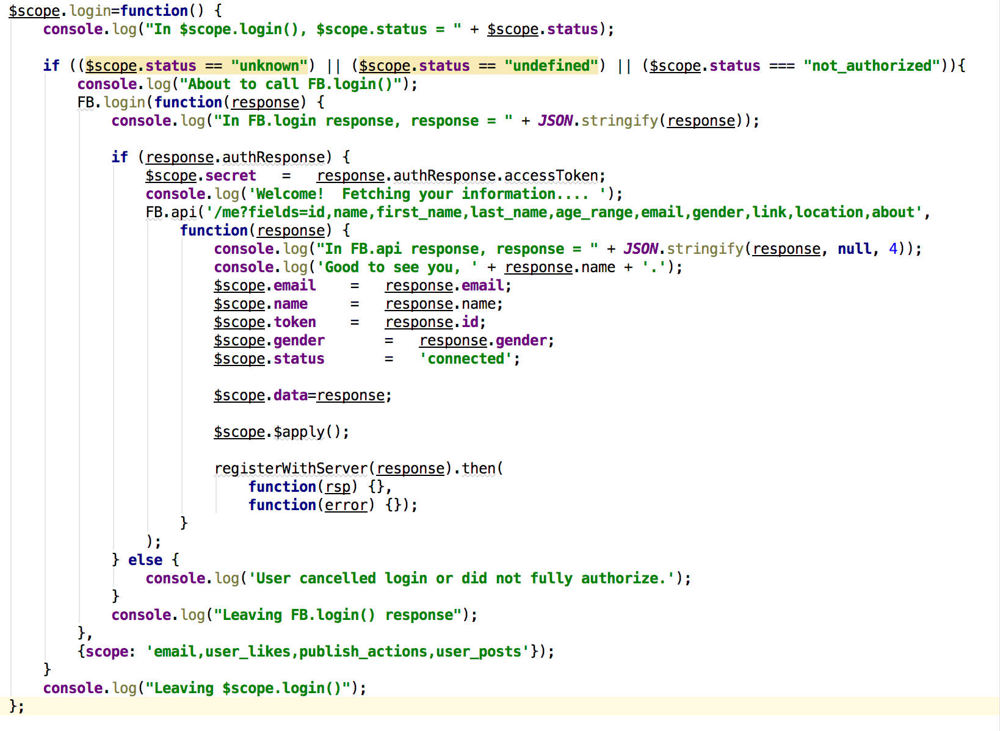 $scope.login=function() {
    console.log("In $scope.login(), $scope.status = " + $scope.status);

    if (($scope.status == "unknown") || ($scope.status == "undefined") || ($scope.status === "not_authorized")){
        console.log("About to call FB.login()");
        FB.login(function(response) {
            console.log("In FB.login response, response = " + JSON.stringify(response));

            if (response.authResponse) {
                $scope.secret   =   response.authResponse.accessToken;
                console.log('Welcome!  Fetching your information.... ');
                FB.api('/me?fields=id,name,first_name,last_name,age_range,email,gender,link,location,about',
                    function(response) {
                        console.log("In FB.api response, response = " + JSON.stringify(response, null, 4));
                        console.log('Good to see you, ' + response.name + '.');
                        $scope.email    =   response.email;
                        $scope.name     =   response.name;
                        $scope.token    =   response.id;
                        $scope.gender       =   response.gender;
                        $scope.status       =   'connected';

                        $scope.data=response;

                        $scope.$apply();

                        registerWithServer(response).then(
                            function(rsp) {},
                            function(error) {});
                    }
                );
            } else {
                console.log('User cancelled login or did not fully authorize.');
            }
            console.log("Leaving FB.login() response");
        },
        {scope: 'email,user_likes,publish_actions,user_posts'});
    }
    console.log("Leaving $scope.login()");
};